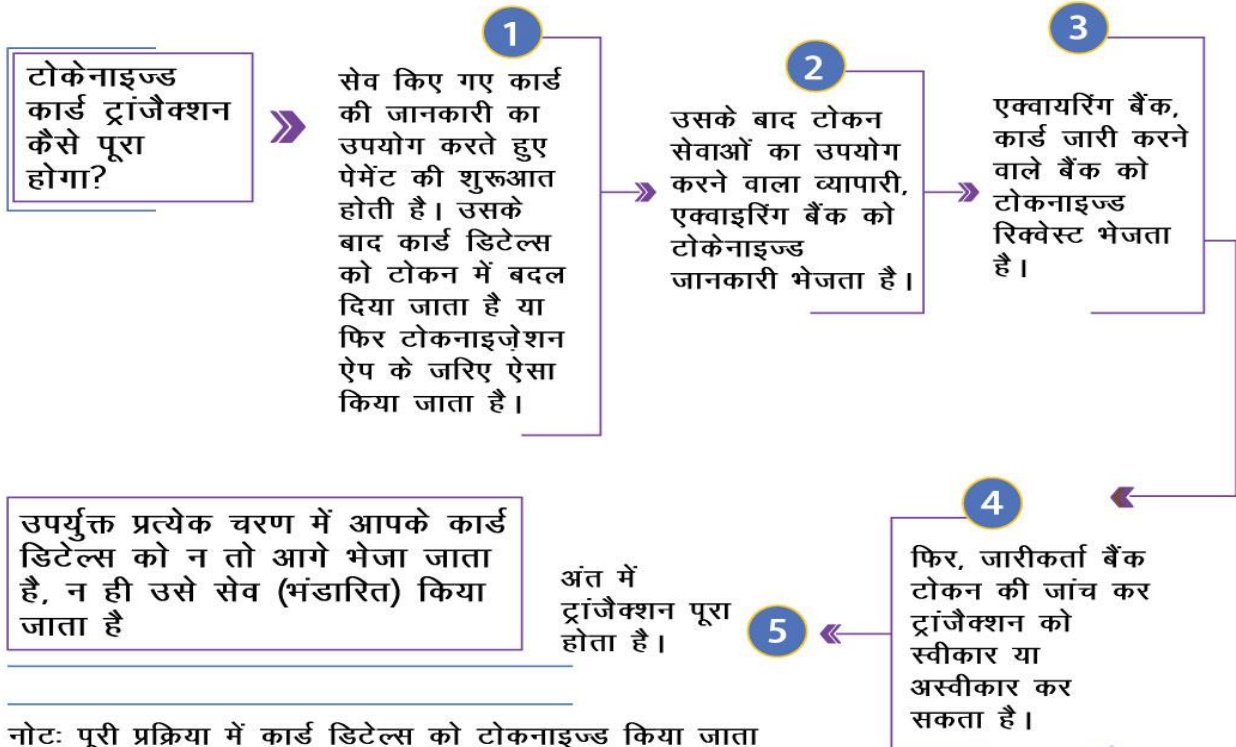 टोकेनाइज्ड
कार्ड ट्रांजैक्शन
कैसे पूरा
होगा?
1
सेव किए गए कार्ड
की जानकारी का
उपयोग करते हुए
पेमेंट की शुरूआत
होती है। उसके
बाद कार्ड डिटेल्स
को टोकन में बदल
दिया जाता है या
फिर टोकनाइजे़शन
ऐप के जरिए ऐसा
किया जाता है।
2
उसके बाद टोकन
सेवाओं का उपयोग
करने वाला व्यापारी,
एक्वाइरिंग बैंक को
टोकेनाइज्ड
जानकारी भेजता है।
3
एक्वायरिंग बैंक,
कार्ड जारी करने
वाले बैंक को
टोकनाइज्ड
रिक्वेस्ट भेजता
है।
4
फिर, जारीकर्ता बैंक
टोकन की जांच कर
ट्रांजैक्शन को
स्वीकार या
अस्वीकार कर
सकता है।
5
अंत में
ट्रांजैक्शन पूरा
होता है।
उपर्युक्त प्रत्येक चरण में आपके कार्ड
डिटेल्स को न तो आगे भेजा जाता
है, न ही उसे सेव (भंडारित) किया
जाता है
नोटः पूरी प्रक्रिया में कार्ड डिटेल्स को टोकनाइज्ड किया जाता